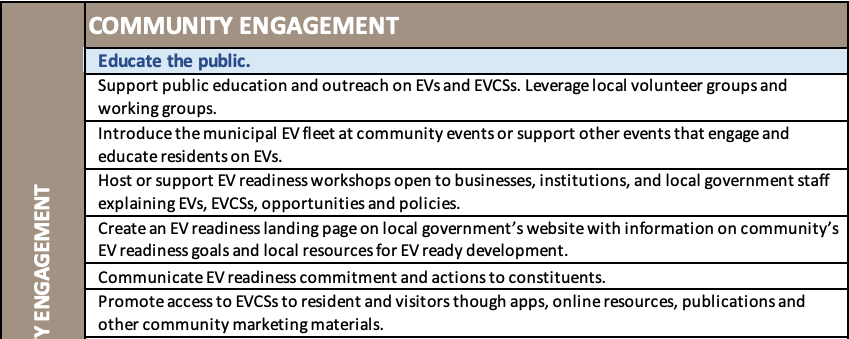 COMMUNITY ENGAGEMENT
Educate the public.
Support public education and outreach on EVs and EVCSs. Leverage local volunteer groups and
working groups.
Introduce the municipal EV fleet at community events or support other events that engage and
educate residents on EVs.
Host or support EV readiness workshops open to businesses, institutions, and local government staff
explaining EVs, EVCSs, opportunities and policies.
Create an EV readiness landing page on local government's website with information on community's
EV readiness goals and local resources for EV ready development.
Communicate EV readiness commitment and actions to constituents.
Promote access to EVCSs to resident and visitors though apps, online resources, publications and
other community marketing materials.
Y ENGAGEMENT